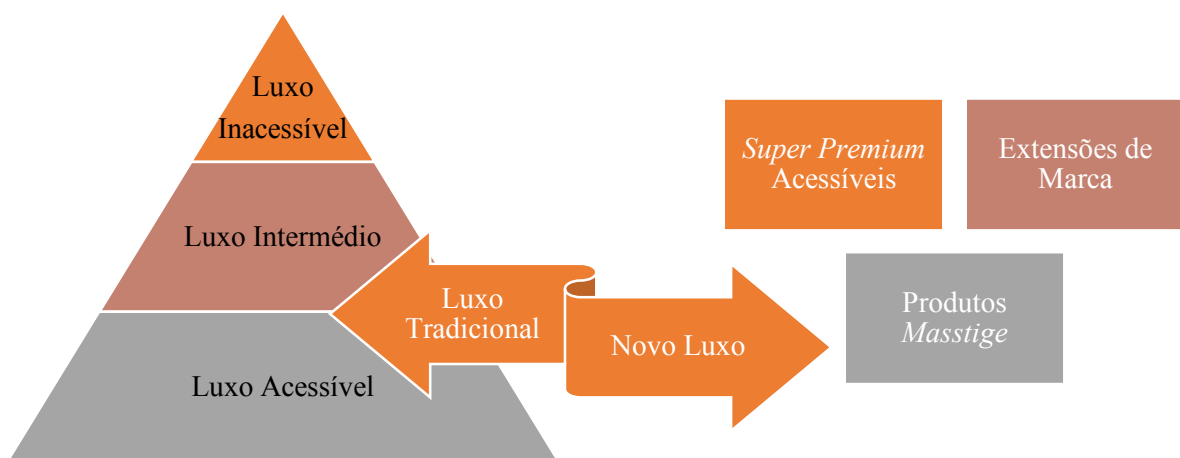 Luxo
Inacessível
Luxo Intermédio
Luxo Acessível
Luxo
Tradicional
Novo Luxo
Super Premium
Acessíveis
Extensões de
Marca
Produtos
Masstige